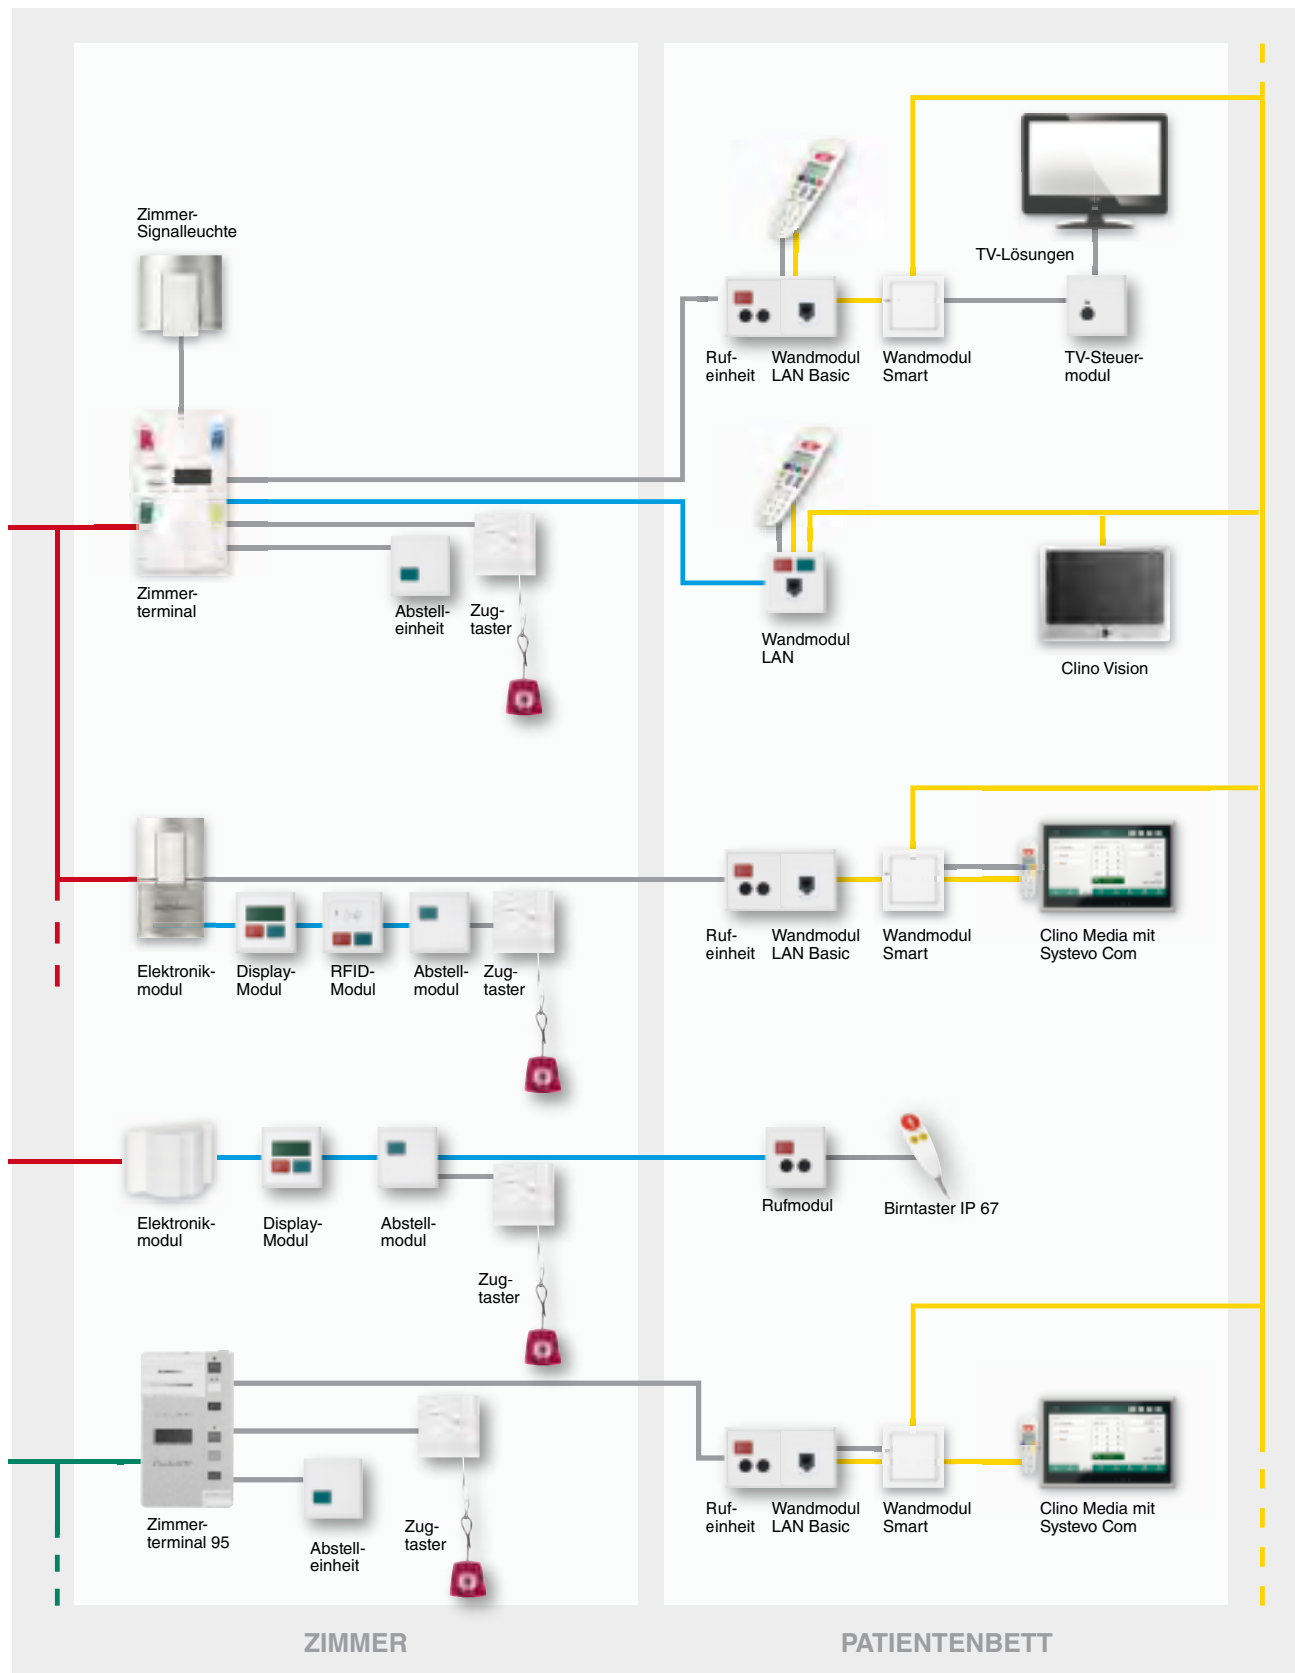 Zimmer-
Signalleuchte
TV-Lösungen
Ruf-
einheit
Wandmodul
LAN Basic
Wandmodul
Smart
TV-Steuer-
modul
Zimmer-
terminal
Abstell-
einheit
Zug-
taster
Wandmodul
LAN
Clino Vision
Elektronik-
modul
Display-
Modul
RFID-
Modul
Abstell-
modul
Zug-
taster
Ruf-
einheit
Wandmodul
LAN Basic
Wandmodul
Smart
Clino Media mit
Systevo Com
Elektronik-
modul
Display-
Modul
Abstell-
modul
Zug-
taster
Rufmodul
Birntaster IP 67
Zimmer-
terminal 95
Abstell-
einheit
Zug-
taster
Ruf-
einheit
Wandmodul
LAN Basic
Wandmodul
Smart
Clino Media mit
Systevo Com
ZIMMER
PATIENTENBETT